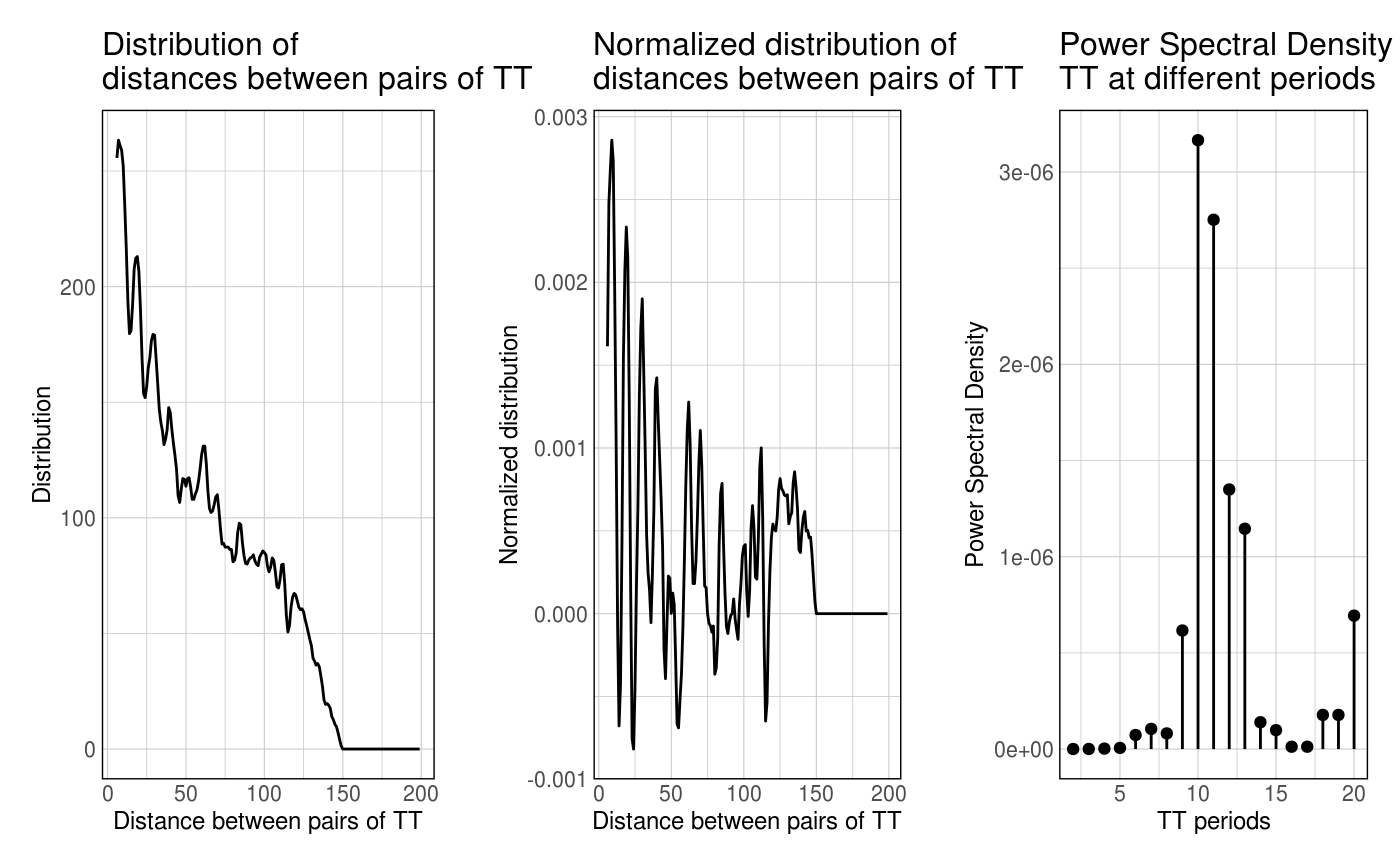 Distribution of
distances between pairs of TT
Distribution
200
100
0
0 50 100 150 200
Distance between pairs of TT
Normalized distribution of
distances between pairs of TT
Normalized distribution
0.003
0.002
0.001
0.000
-0.001
0 50 100 150 200
Distance between pairs of TT
Power Spectral Density
TT at different periods
Power Spectral Density
3e-06
2e-06
1e-06
0e+00
5 10 15 20
TT periods